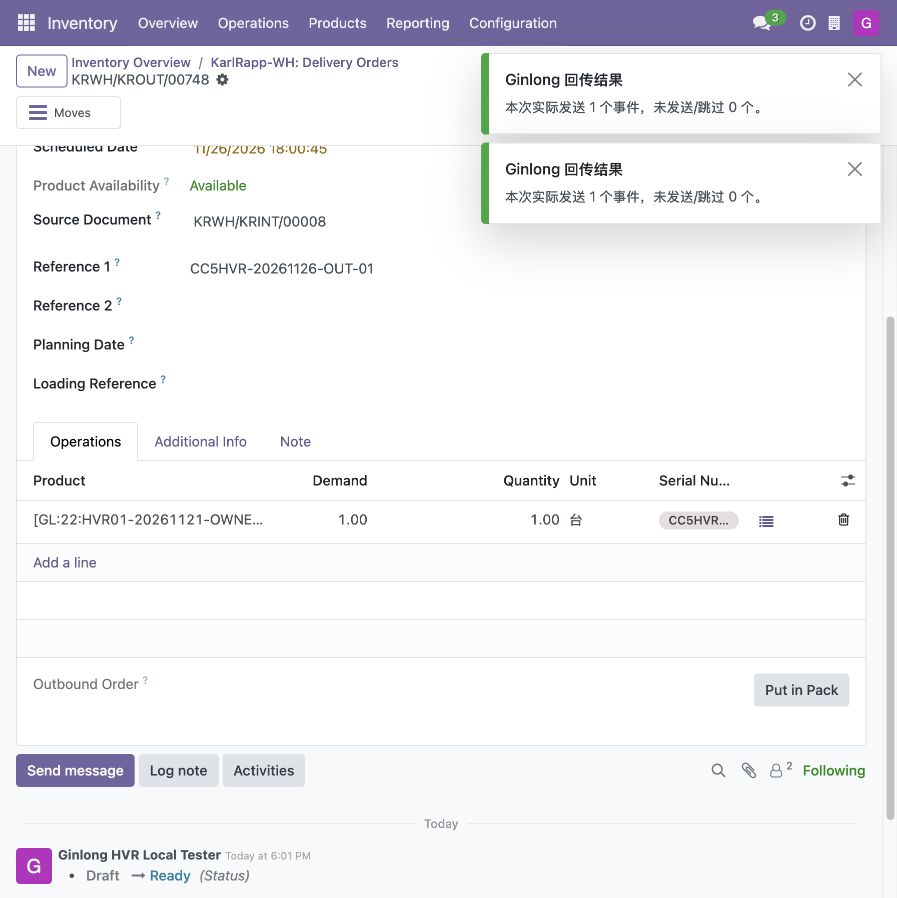 Inventory Overview Operations Products Reporting Configuration 3 G
New Inventory Overview / KarlRapp-WH: Delivery Orders
KRWH/KROUT/00748
Moves
Ginlong 回传结果
本次实际发送 1 个事件，未发送/跳过 0 个。
Ginlong 回传结果
本次实际发送 1 个事件，未发送/跳过 0 个。
Scheduled Date 11/26/2026 18:00:45
Product Availability ? Available
Source Document ? KRWH/KRINT/00008
Reference 1 ? CC5HVR-20261126-OUT-01
Reference 2 ?
Planning Date ?
Loading Reference ?
Operations Additional Info Note
Product Demand Quantity Unit Serial Nu...
[GL:22:HVR01-20261121-OWNE... 1.00 1.00 台 CC5HVR...
Add a line
Outbound Order ?
Put in Pack
Send message Log note Activities 2 Following
Today
G Ginlong HVR Local Tester Today at 6:01 PM
• Draft → Ready (Status)